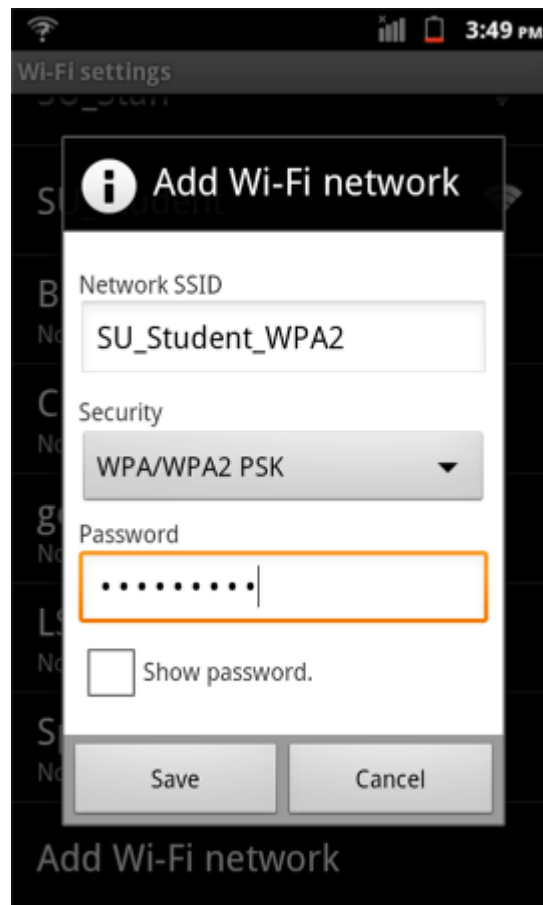 3:49 PM
Wi-Fi settings
SU_Student
Add Wi-Fi network
Network SSID
SU_Student_WPA2
Security
WPA/WPA2 PSK
Password
•••••••••
Show password.
Save
Cancel
Add Wi-Fi network